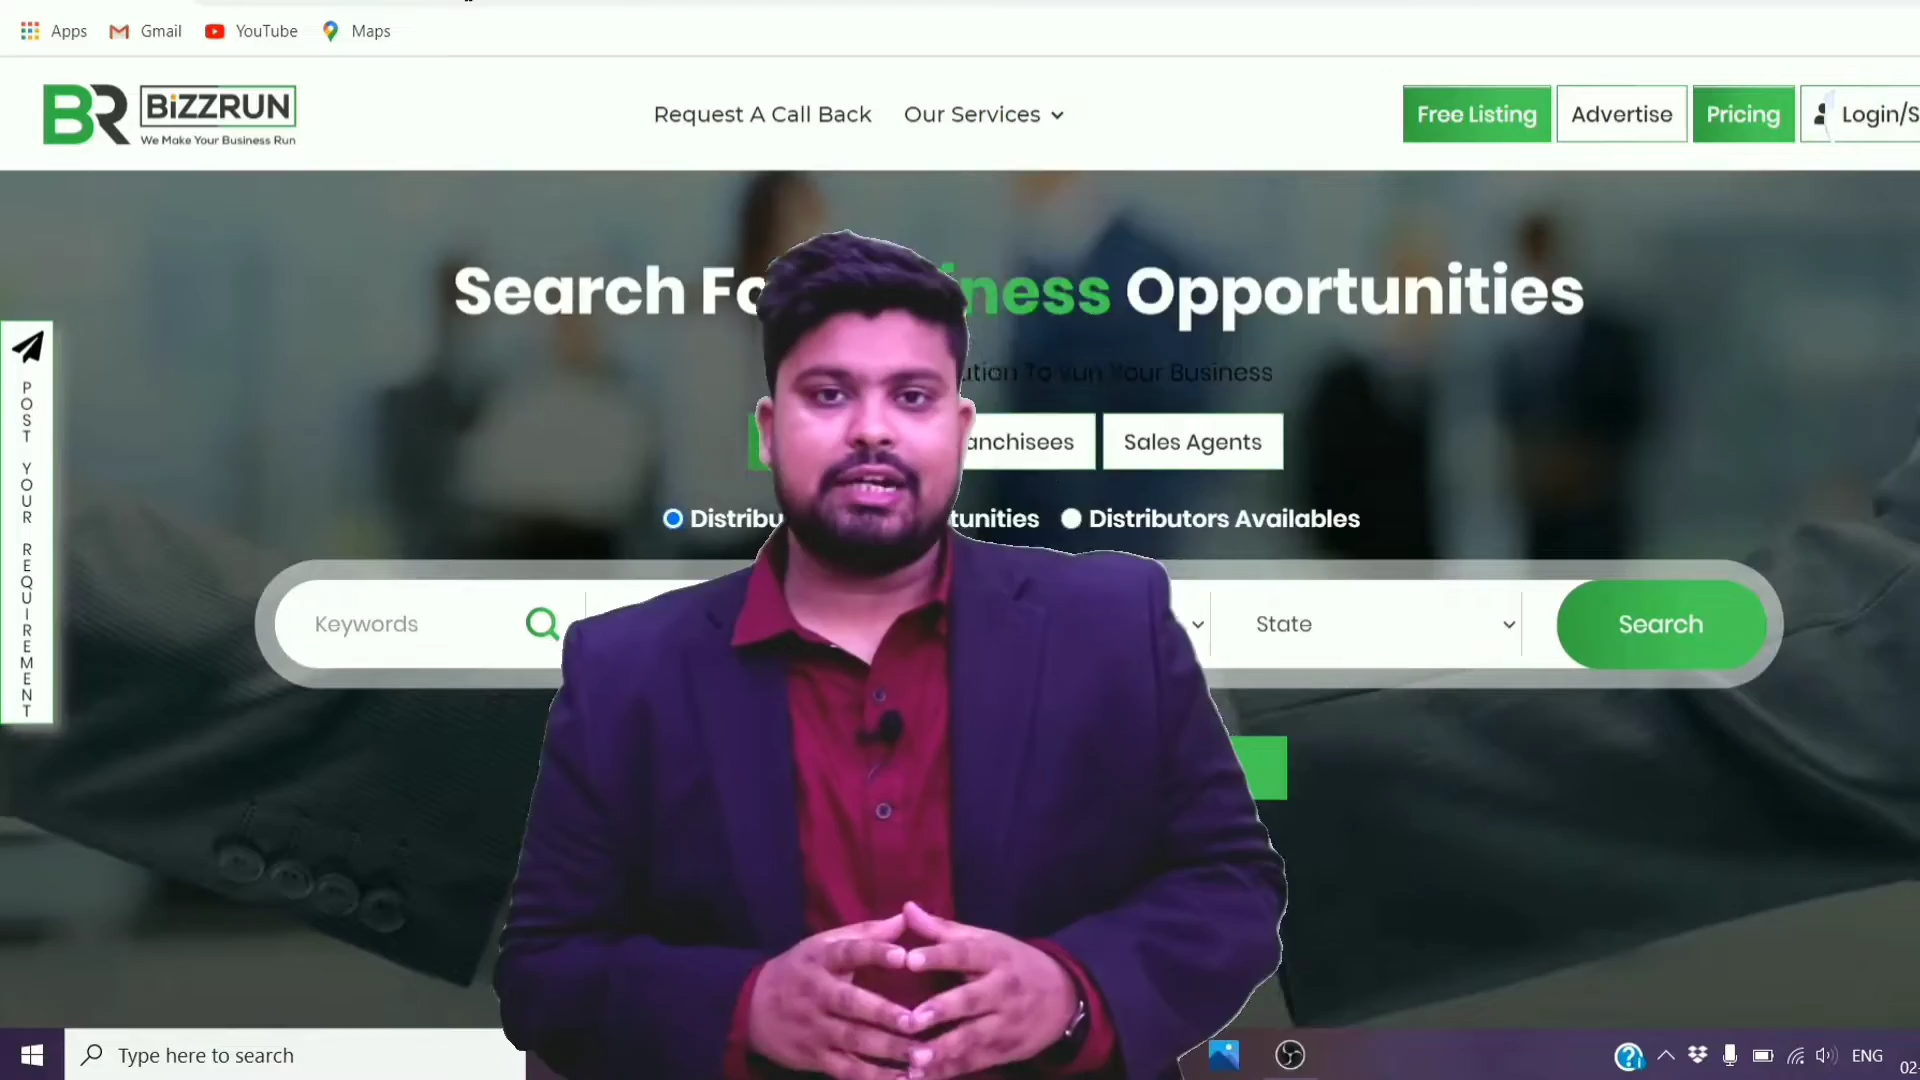 Apps Gmail YouTube Maps
BR BIZZRUN
We Make Your Business Run
Request A Call Back Our Services
Free Listing Advertise Pricing Login/S
Search Fo ness Opportunities
To Your Business
anchisees Sales Agents
Distribu tunities Distributors Availables
POST YOUR REQUIREMENT
Keywords State Search
Type here to search
ENG
02